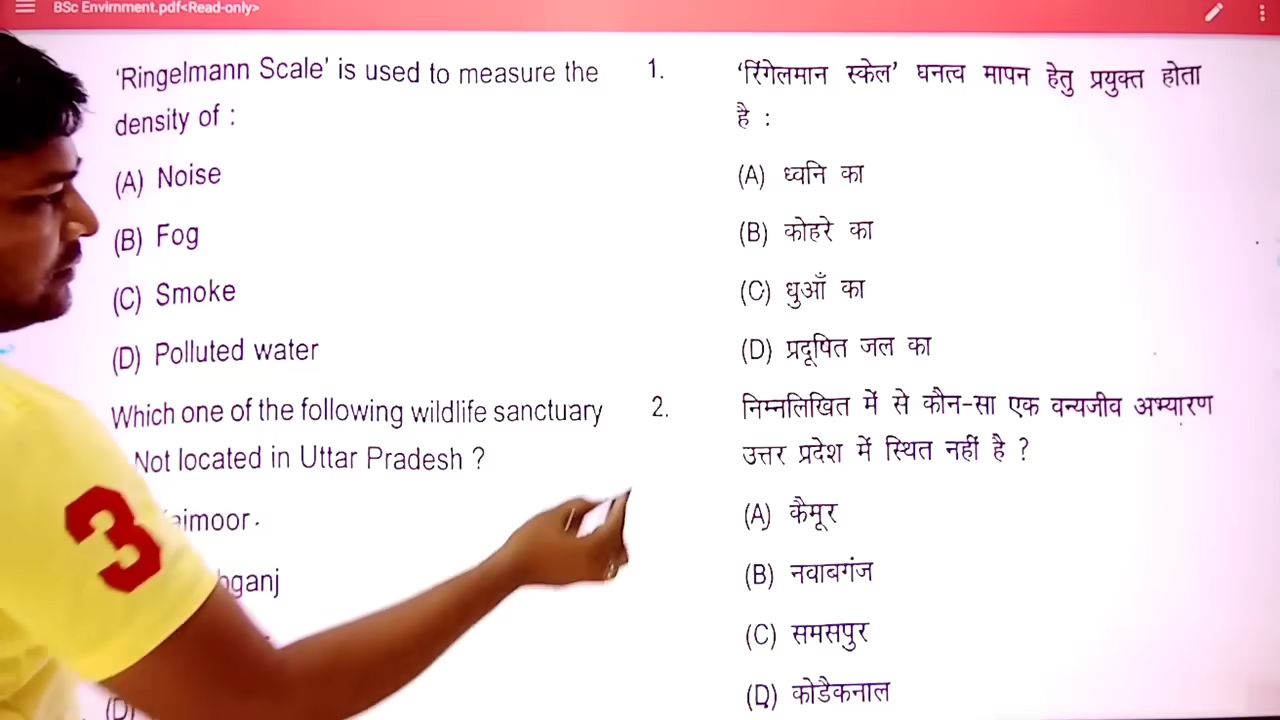 BSc Envirnment.pdf<Read-only>
'Ringelmann Scale' is used to measure the
density of :
(A) Noise
(B) Fog
(C) Smoke
(D) Polluted water
Which one of the following wildlife sanctuary
Not located in Uttar Pradesh ?
(D)
3
1. 'रिंगेलमान स्केल' घनत्व मापन हेतु प्रयुक्त होता
है :
(A) ध्वनि का
(B) कोहरे का
(C) धुआँ का
(D) प्रदूषित जल का
2. निम्नलिखित में से कौन-सा एक वन्यजीव अभ्यारण
उत्तर प्रदेश में स्थित नहीं है ?
(A) कैमूर
(B) नवाबगंज
(C) समसपुर
(D) कोडैकनाल